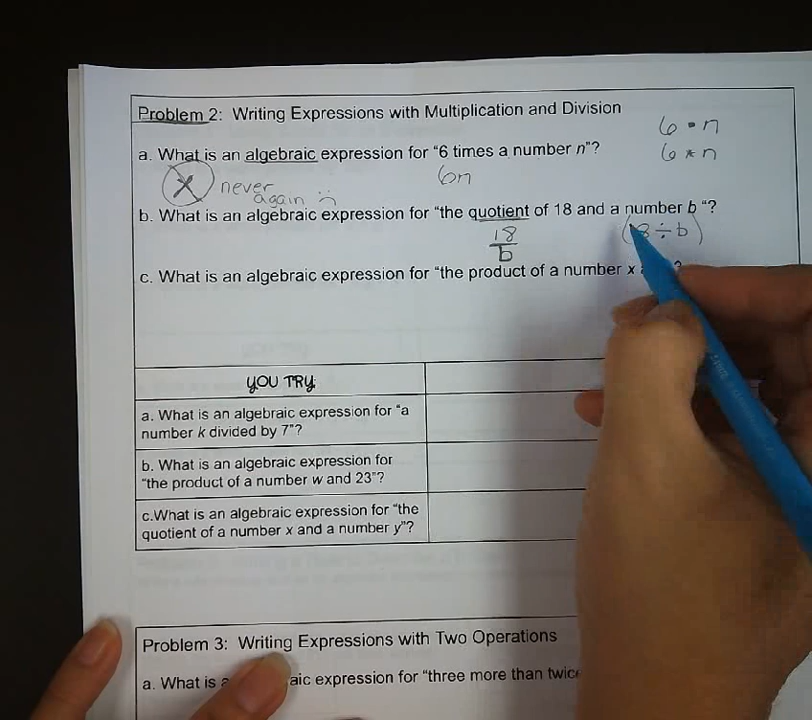 Problem 2: Writing Expressions with Multiplication and Division
6 • n
a. What is an algebraic expression for “6 times a number n”?
6 * n
x never again :)
6n
b. What is an algebraic expression for “the quotient of 18 and a number b “?
18
b
(18 ÷ b)
c. What is an algebraic expression for “the product of a number x
?
YOU TRY:
a. What is an algebraic expression for “a
number k divided by 7”?
b. What is an algebraic expression for
“the product of a number w and 23”?
c.What is an algebraic expression for “the
quotient of a number x and a number y”?
Problem 3: Writing Expressions with Two Operations
a. What is
aic expression for “three more than twice